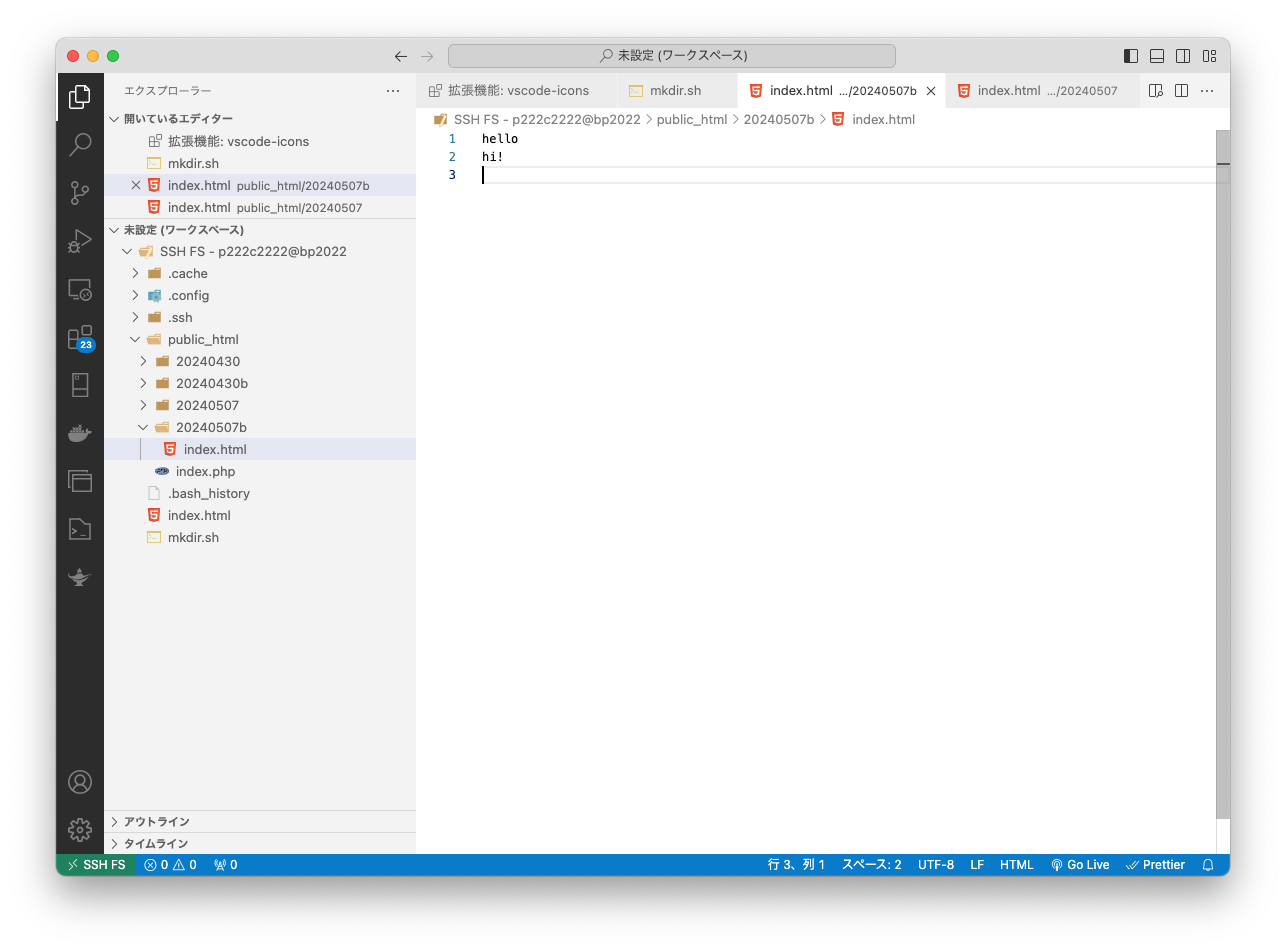 未設定 (ワークスペース)
エクスプローラー
開いているエディター
拡張機能: vscode-icons
mkdir.sh
index.html public_html/20240507b
index.html public_html/20240507
未設定 (ワークスペース)
SSH FS - p222c2222@bp2022
.cache
.config
.ssh
public_html
20240430
20240430b
20240507
20240507b
index.html
index.php
.bash_history
index.html
mkdir.sh
アウトライン
タイムライン
23
拡張機能: vscode-icons mkdir.sh index.html .../20240507b index.html .../20240507
SSH FS - p222c2222@bp2022 > public_html > 20240507b > index.html
1 hello
2 hi!
3
SSH FS 0 0 0 行 3、列 1 スペース: 2 UTF-8 LF HTML Go Live Prettier